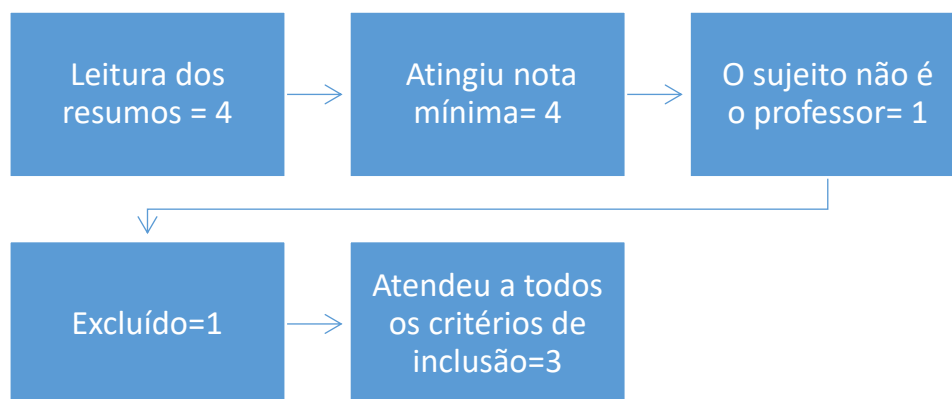 Leitura dos
resumos = 4
Atingiu nota
mínima= 4
O sujeito não é
o professor= 1
Excluído=1
Atendeu a todos
os critérios de
inclusão=3